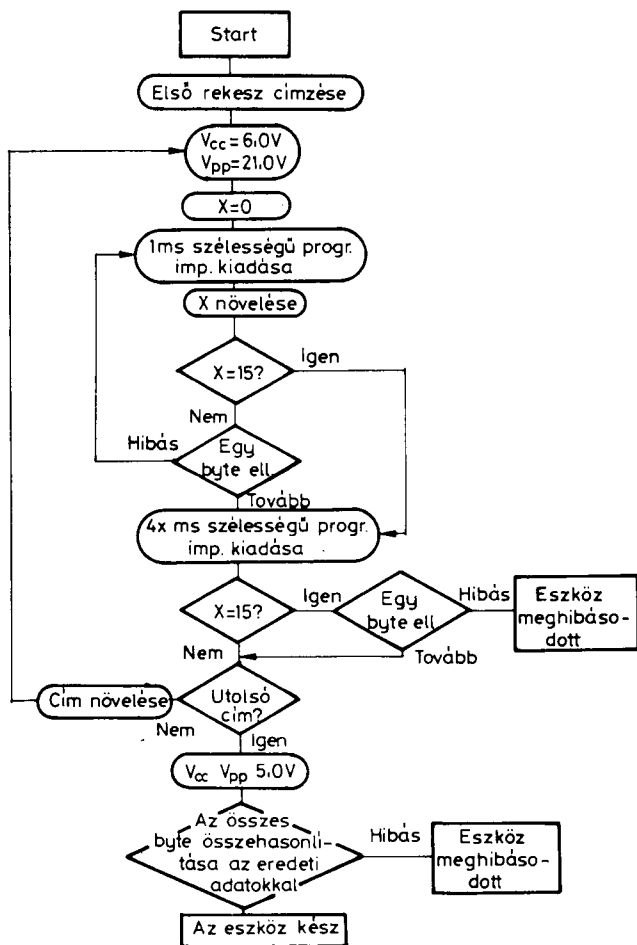 Start
Első rekesz címzése
Vcc=6.0V
Vpp=21.0V
X=0
1ms szélességű progr.
imp. kiadása
X növelése
X=15?
Igen
Nem
Hibás
Egy
byte ell.
Tovább
4x ms szélességű progr.
imp. kiadása
X=15?
Igen
Egy
byte ell
Hibás
Eszköz
meghibáso-
dott
Nem
Tovább
Cím növelése
Utolsó
cím?
Nem
Igen
Vcc Vpp 5.0V
Az összes
byte összehasonlí-
tása az eredeti
adatokkal
Hibás
Eszköz
meghibáso-
dott
Az eszköz kész